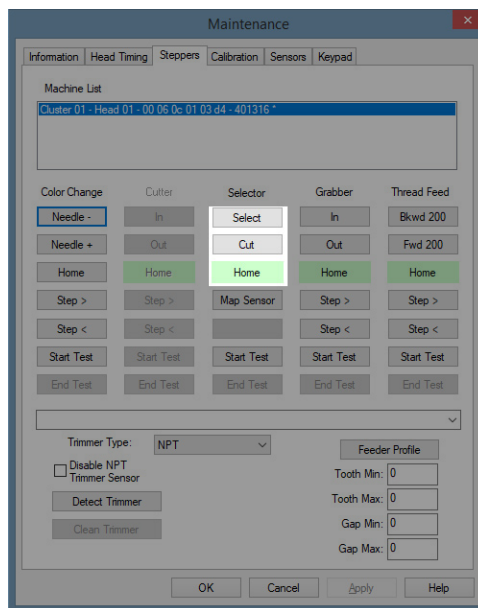 Maintenance
Information Head Timing Steppers Calibration Sensors Keypad
Machine List
Cluster 01 - Head 01 - 00 06 0c 01 03 d4 - 401316 *
Color Change Cutter Selector Grabber Thread Feed
Needle - In Select In Bkwd 200
Needle + Out Cut Out Fwd 200
Home Home Home Home Home
Step > Step > Map Sensor Step > Step >
Step < Step < Step < Step <
Start Test Start Test Start Test Start Test Start Test
End Test End Test End Test End Test End Test
Trimmer Type: NPT
Feeder Profile
Disable NPT
Trimmer Sensor
Tooth Min: 0
Detect Trimmer
Tooth Max: 0
Clean Trimmer
Gap Min: 0
Gap Max: 0
OK Cancel Apply Help